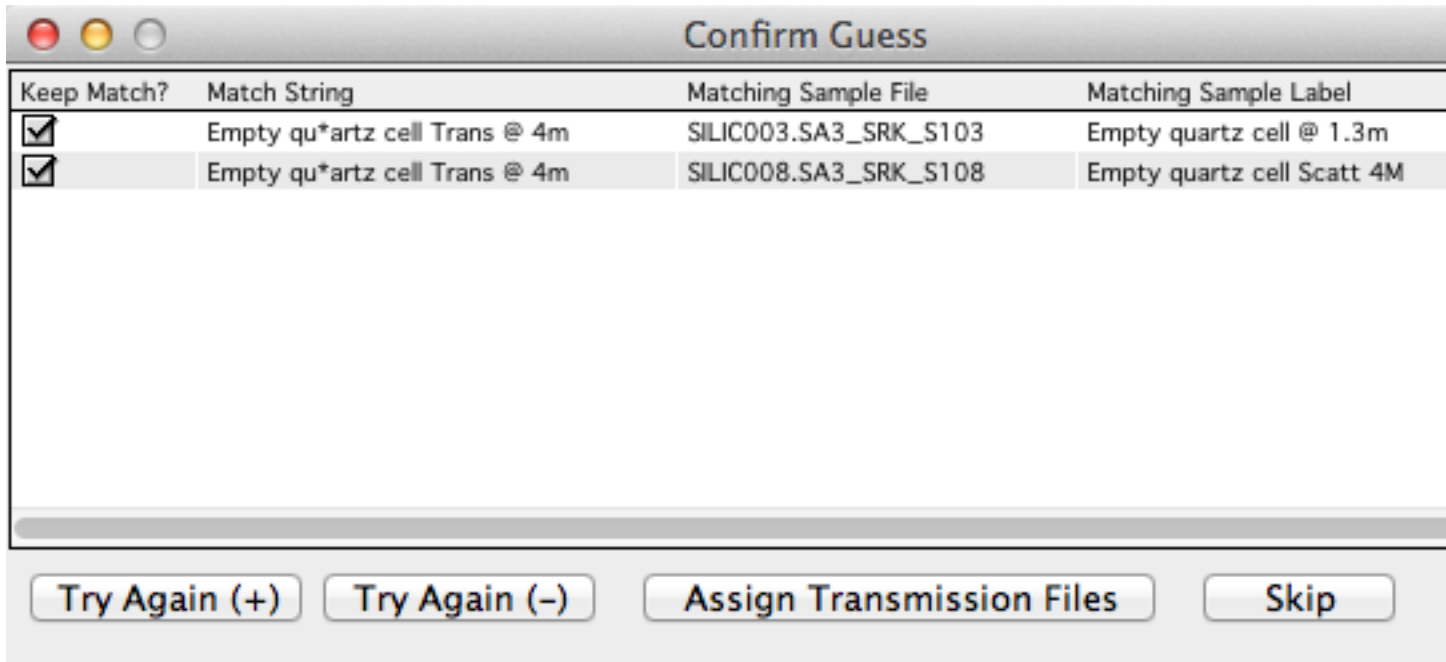 Confirm Guess
Keep Match? Match String Matching Sample File Matching Sample Label
Empty qu*artz cell Trans @ 4m SILIC003.SA3_SRK_S103 Empty quartz cell @ 1.3m
Empty qu*artz cell Trans @ 4m SILIC008.SA3_SRK_S108 Empty quartz cell Scatt 4M
Try Again (+) Try Again (-) Assign Transmission Files Skip